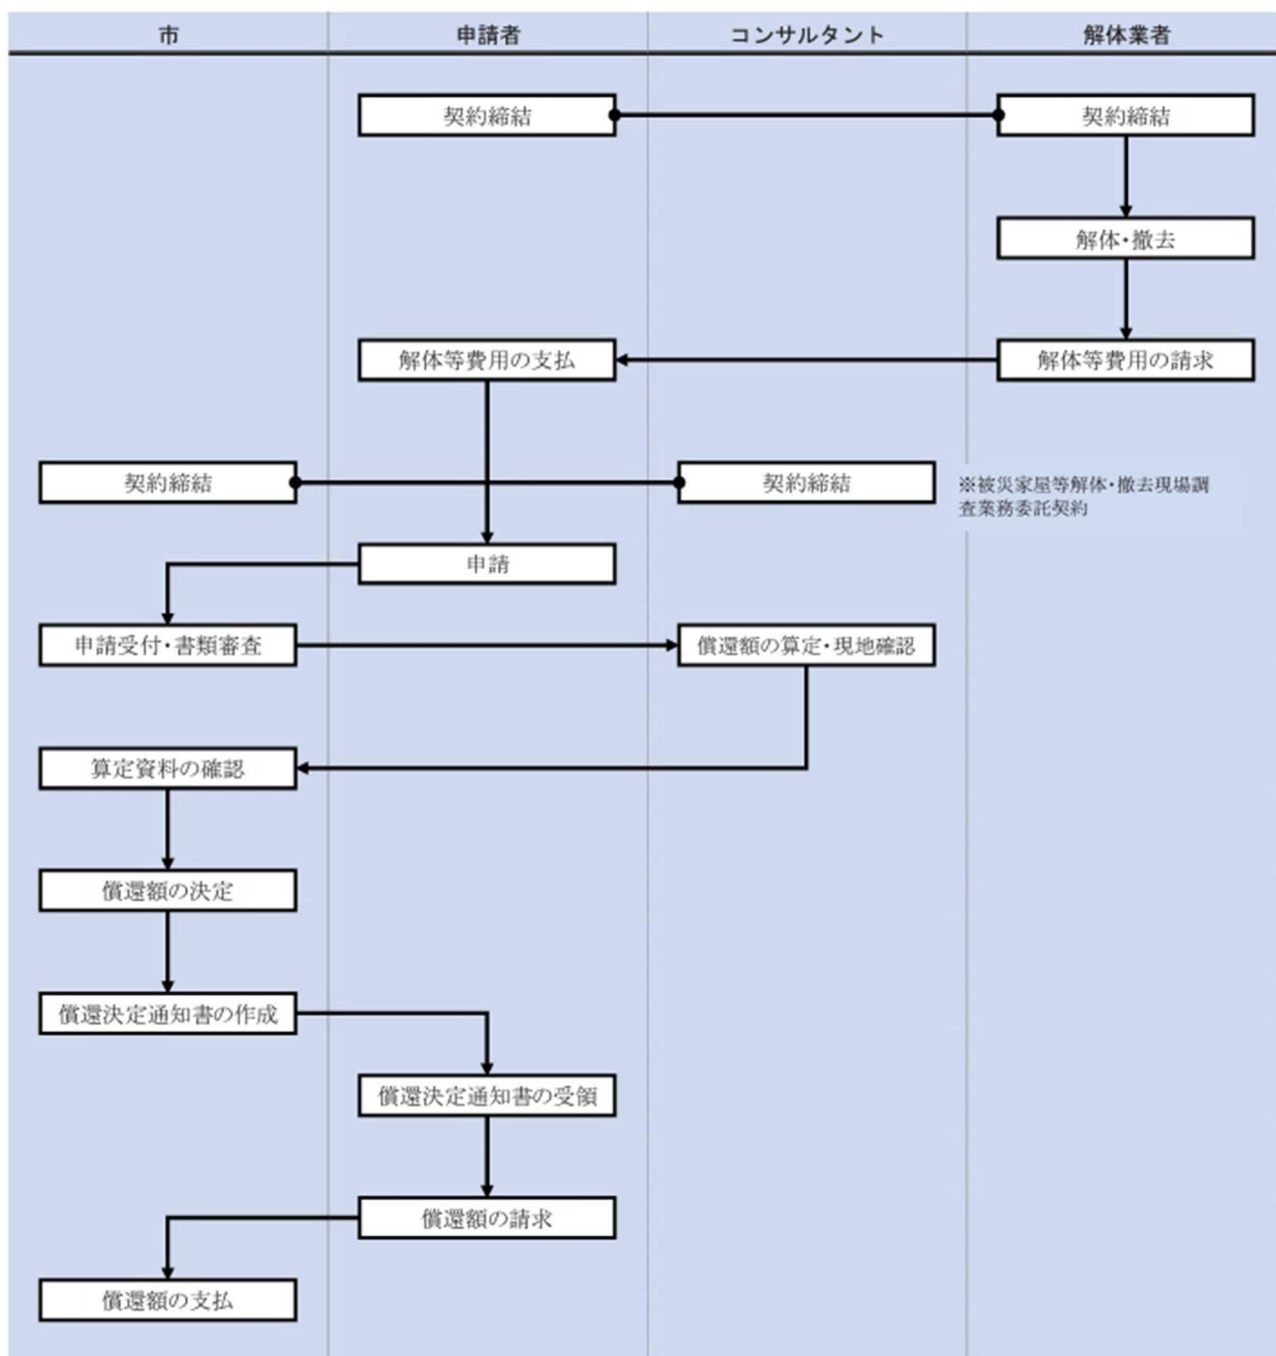 市
申請者
コンサルタント
解体業者
契約締結
契約締結
解体・撤去
解体等費用の支払
解体等費用の請求
契約締結
契約締結
※被災家屋等解体・撤去現場調
査業務委託契約
申請
申請受付・書類審査
償還額の算定・現地確認
算定資料の確認
償還額の決定
償還決定通知書の作成
償還決定通知書の受領
償還額の請求
償還額の支払